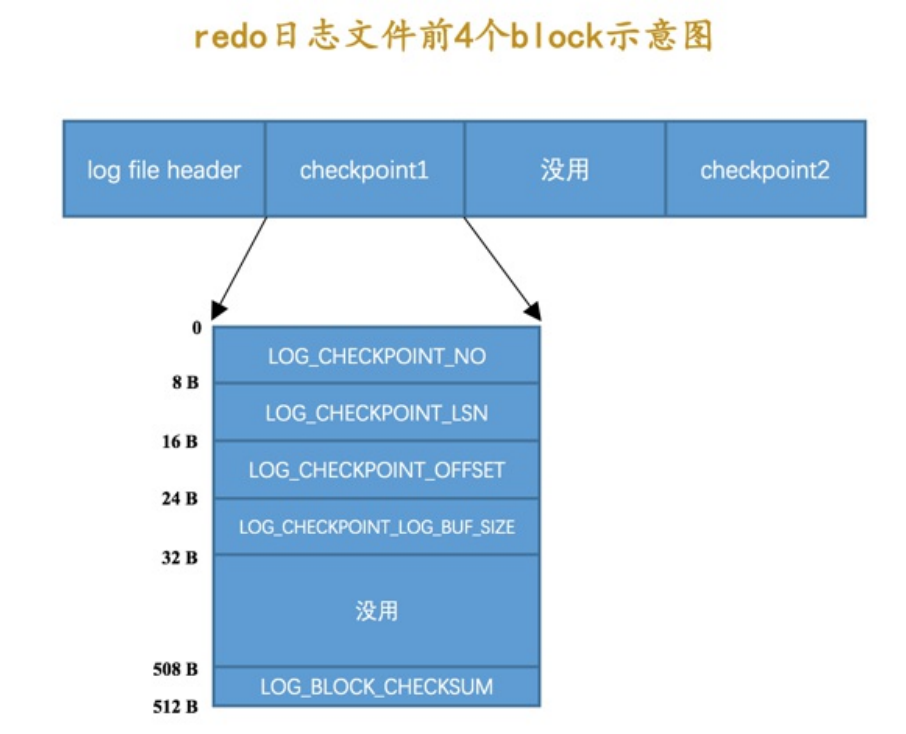 redo日志文件前4个block示意图
log file header checkpoint1 没用 checkpoint2
0
LOG_CHECKPOINT_NO
8 B
LOG_CHECKPOINT_LSN
16 B
LOG_CHECKPOINT_OFFSET
24 B
LOG_CHECKPOINT_LOG_BUF_SIZE
32 B
没用
508 B
LOG_BLOCK_CHECKSUM
512 B